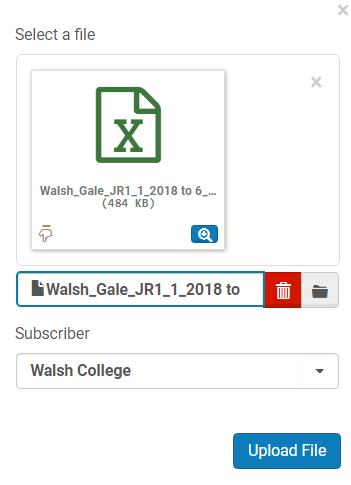 Select a file
Walsh_Gale_JR1_1_2018 to 6_...
(484 KB)
Walsh_Gale_JR1_1_2018 to
Subscriber
Walsh College
Upload File